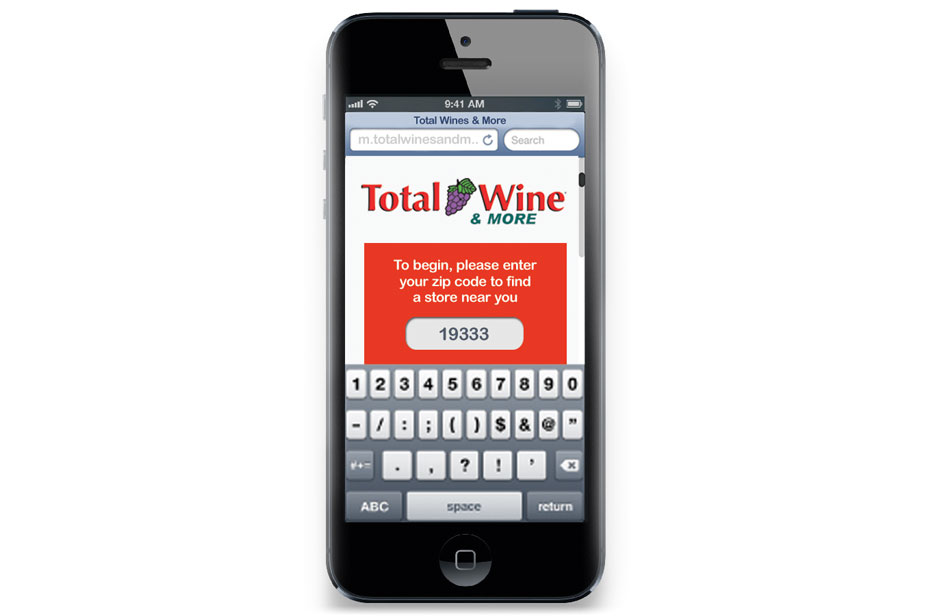 9:41 AM
Total Wines & More
m.totalwinesandm..
Search
Total Wine
& MORE
To begin, please enter
your zip code to find
a store near you
19333
1 2 3 4 5 6 7 8 9 0
- / : ; ( ) $ & @ "
#+= . , ? ! '
ABC space return